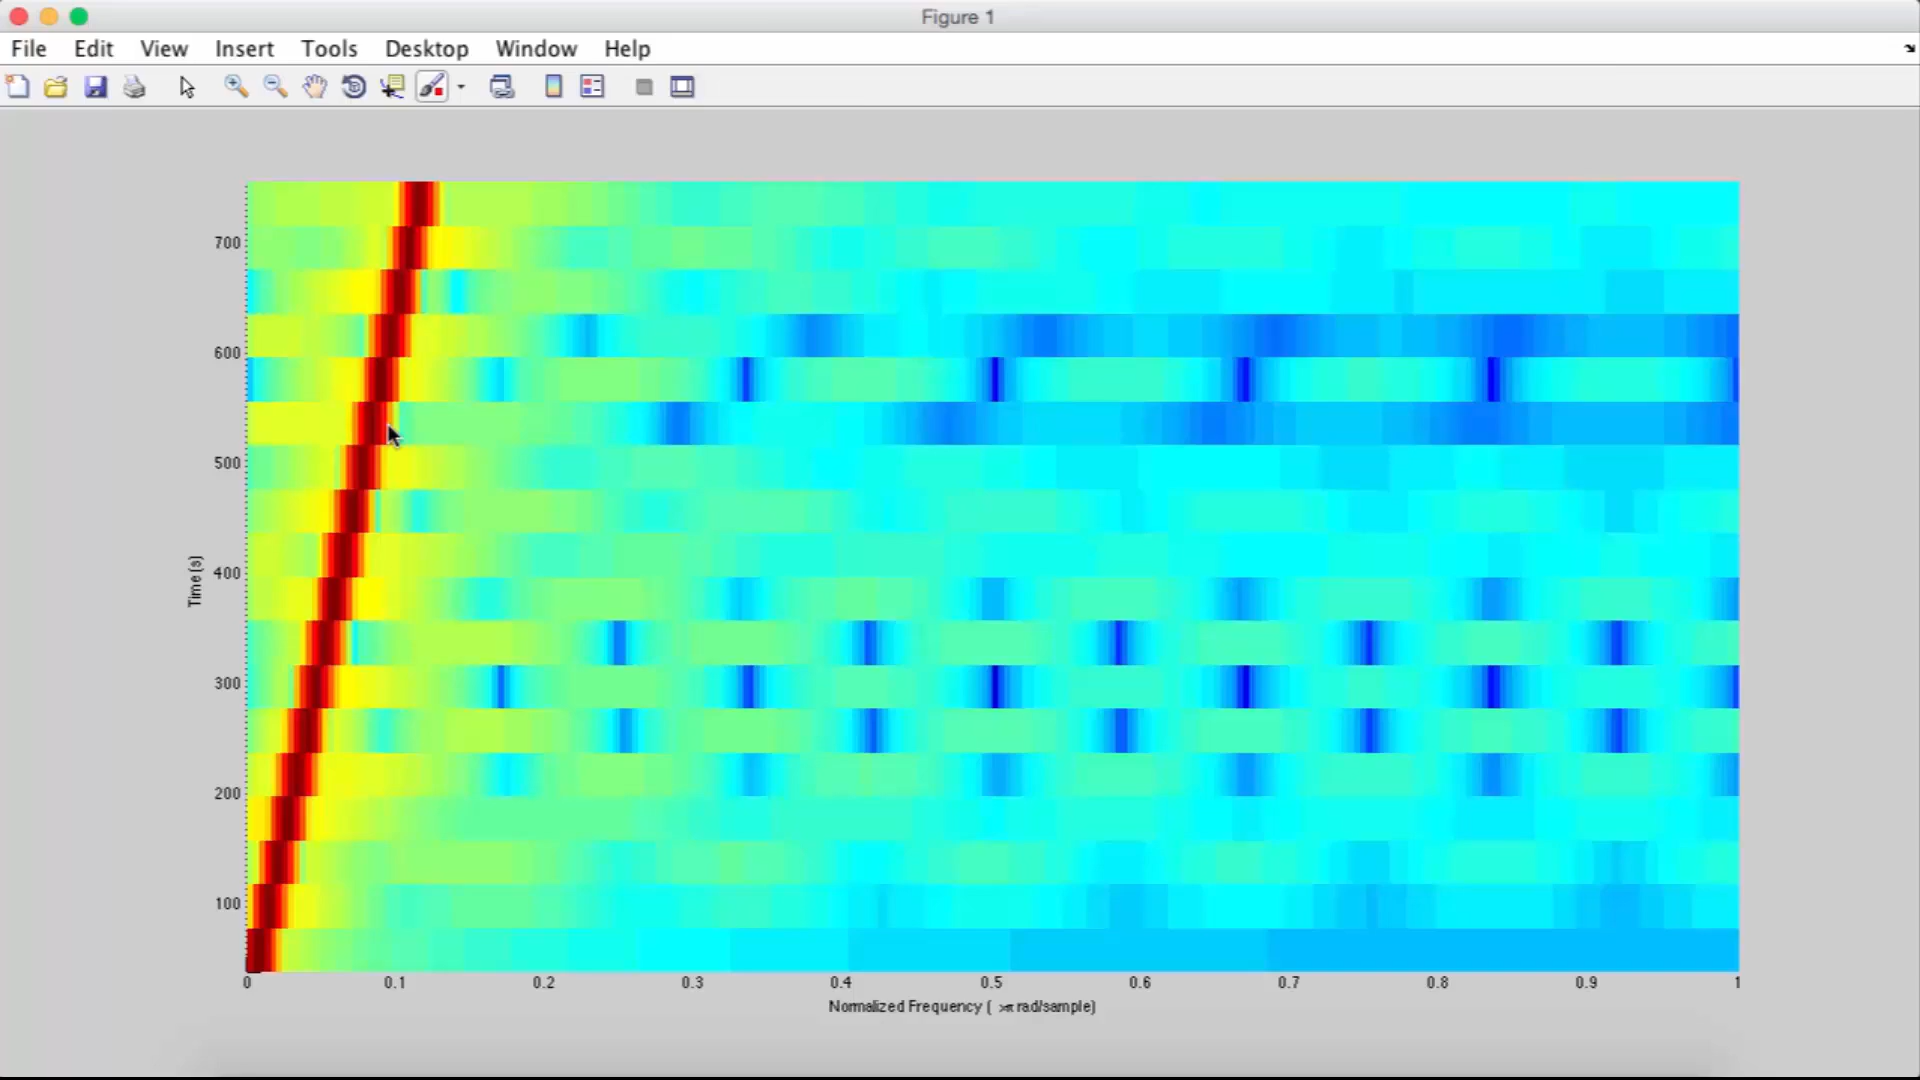 Figure 1
File Edit View Insert Tools Desktop Window Help
700
600
500
400
300
200
100
Time (s)
0 0.1 0.2 0.3 0.4 0.5 0.6 0.7 0.8 0.9 1
Normalized Frequency ( ×π rad/sample)